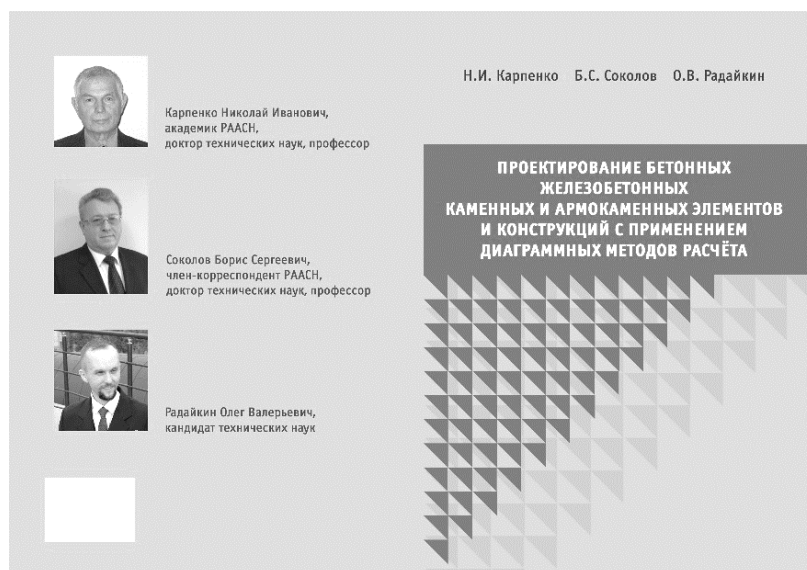 Карпенко Николай Иванович,
академик РААСН,
доктор технических наук, профессор
Соколов Борис Сергеевич,
член-корреспондент РААСН,
доктор технических наук, профессор
Радайкин Олег Валерьевич,
кандидат технических наук
Н.И. Карпенко Б.С. Соколов О.В. Радайкин
ПРОЕКТИРОВАНИЕ БЕТОННЫХ
ЖЕЛЕЗОБЕТОННЫХ
КАМЕННЫХ И АРМОКАМЕННЫХ ЭЛЕМЕНТОВ
И КОНСТРУКЦИЙ С ПРИМЕНЕНИЕМ
ДИАГРАММНЫХ МЕТОДОВ РАСЧЁТА